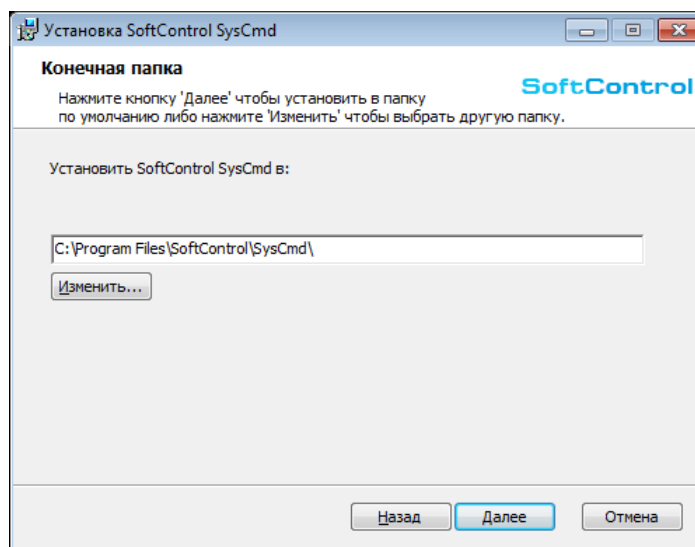 Установка SoftControl SysCmd
Конечная папка
SoftControl
Нажмите кнопку 'Далее' чтобы установить в папку
по умолчанию либо нажмите 'Изменить' чтобы выбрать другую папку.
Установить SoftControl SysCmd в:
C:\Program Files\SoftControl\SysCmd\
Изменить...
Назад
Далее
Отмена